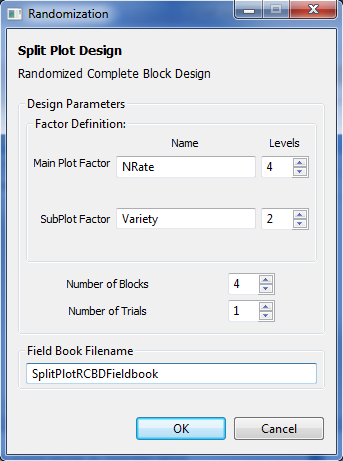 Randomization
Split Plot Design
Randomized Complete Block Design
Design Parameters
Factor Definition:
Name Levels
Main Plot Factor NRate 4
SubPlot Factor Variety 2
Number of Blocks 4
Number of Trials 1
Field Book Filename
SplitPlotRCBDFieldbook
OK Cancel